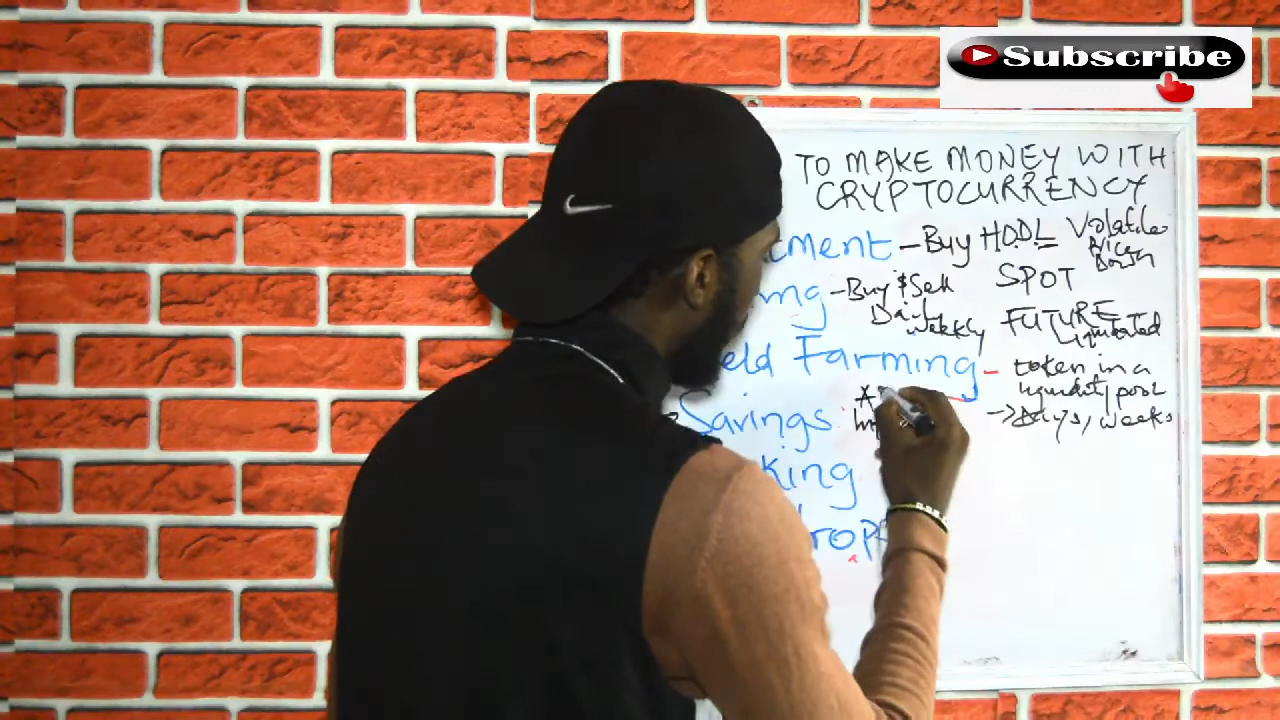 Subscribe
TO MAKE MONEY WITH
CRYPTOCURRENCY
tment - Buy HODL Volatile
Price
Down
ing - Buy & Sell SPOT
Daily
weekly FUTURE
Liquidated
eld Farming - token in a
liquidity pool
Savings → Days, weeks
king
rop